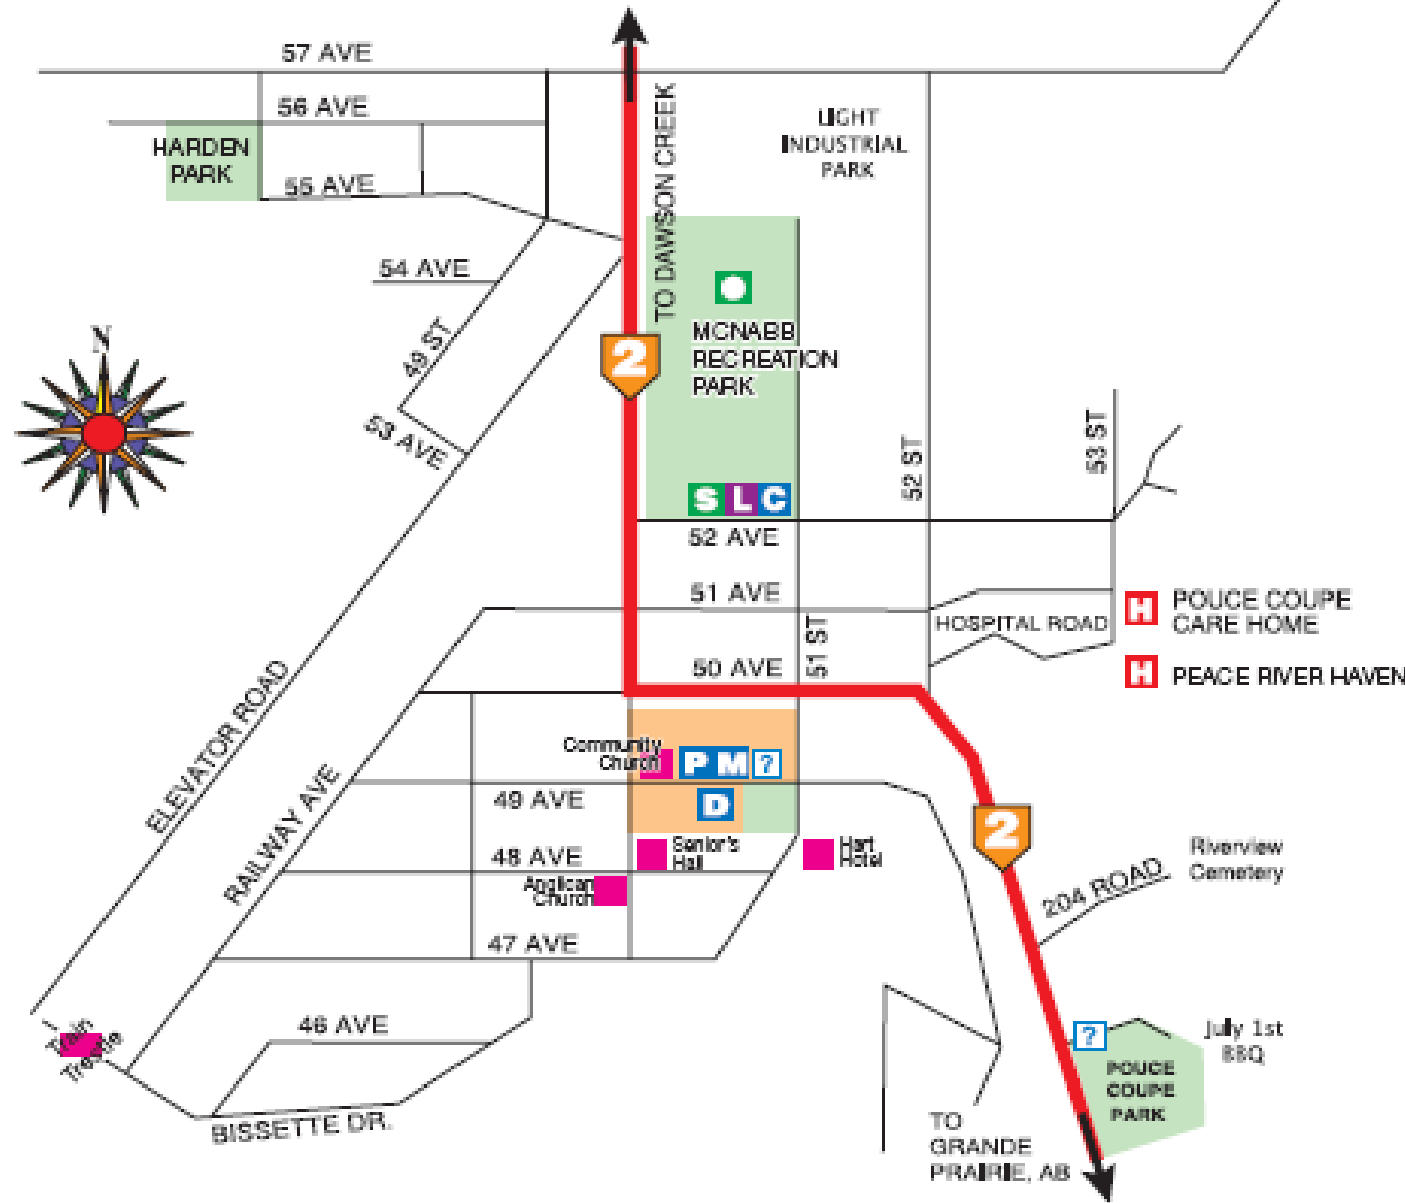 57 AVE
56 AVE
HARDEN
PARK
55 AVE
TO DAWSON CREEK
LIGHT
INDUSTRIAL
PARK
54 AVE
49 ST
53 AVE
N
2
MCNABB
RECREATION
PARK
52 ST
53 ST
S L C
52 AVE
51 AVE
HOSPITAL ROAD
H POUCE COUPE
CARE HOME
51 ST
50 AVE
H PEACE RIVER HAVEN
ELEVATOR ROAD
RAILWAY AVE
Community
Church
P M ?
49 AVE
D
2
48 AVE
Senior's
Hall
Hart
Hotel
Riverview
Cemetery
204 ROAD
Anglican
Church
47 AVE
46 AVE
Train
Trestle
BISSETTE DR.
?
July 1st
BBQ
POUCE
COUPE
PARK
TO
GRANDE
PRAIRIE, AB